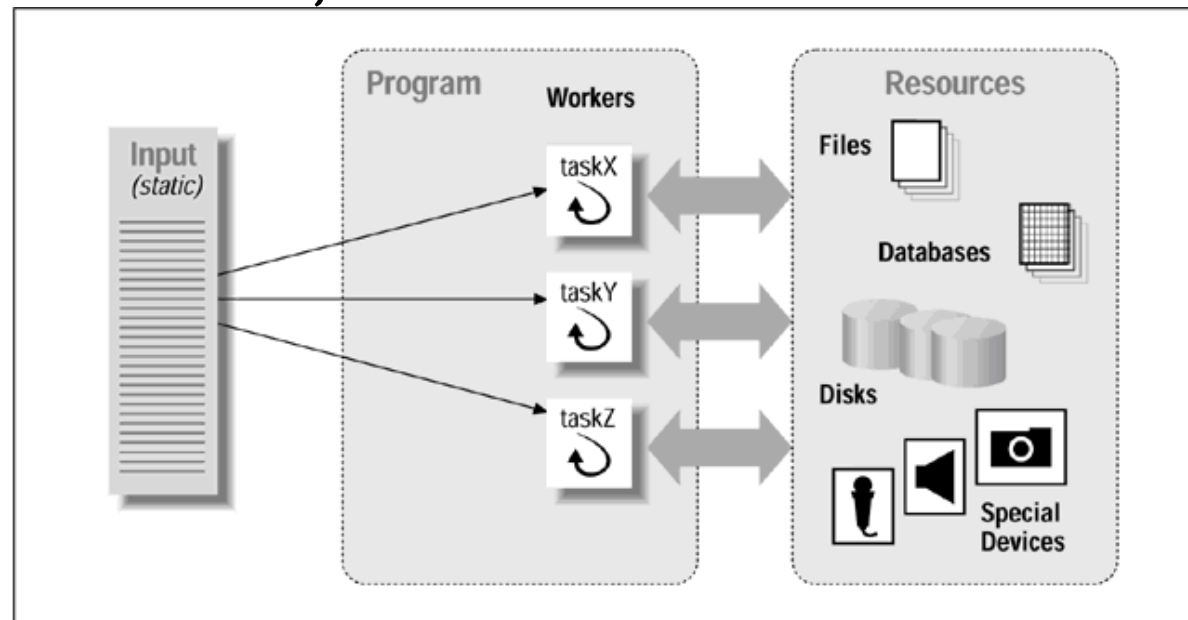 Program
Workers
Resources
Input
(static)
taskX
taskY
taskZ
Files
Databases
Disks
Special
Devices